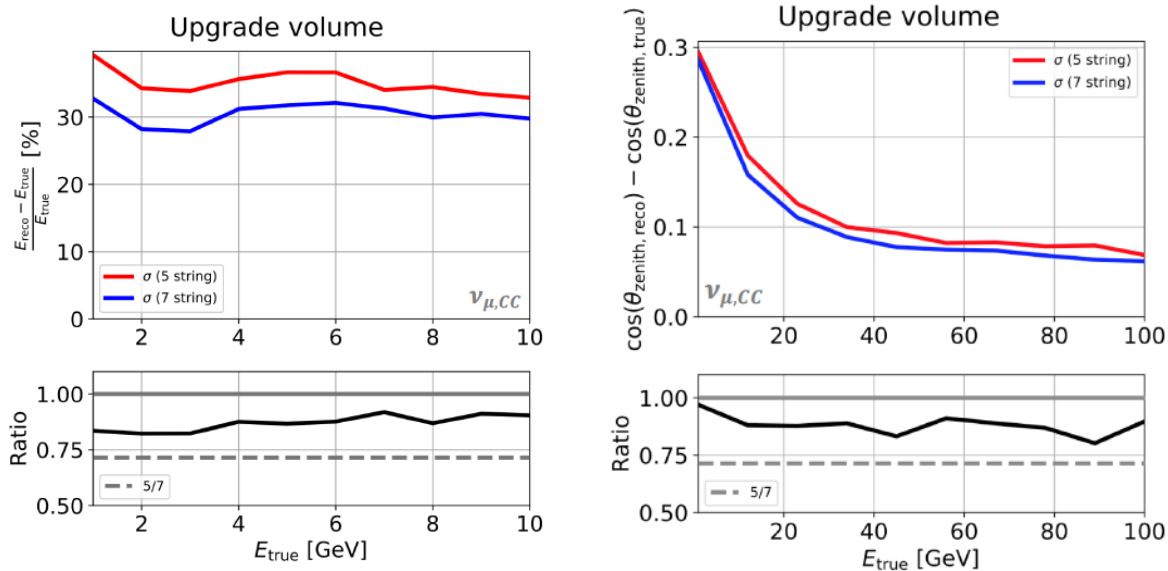 Upgrade volume
E_reco − E_true
E_true
[%]
30
20
10
0
σ (5 string)
σ (7 string)
ν_μ,CC
2 4 6 8 10
Ratio
1.00
0.75
0.50
5/7
2 4 6 8 10
E_true [GeV]
Upgrade volume
cos(θ_zenith, reco) − cos(θ_zenith, true)
0.3
0.2
0.1
0.0
σ (5 string)
σ (7 string)
ν_μ,CC
20 40 60 80 100
Ratio
1.00
0.75
0.50
5/7
20 40 60 80 100
E_true [GeV]